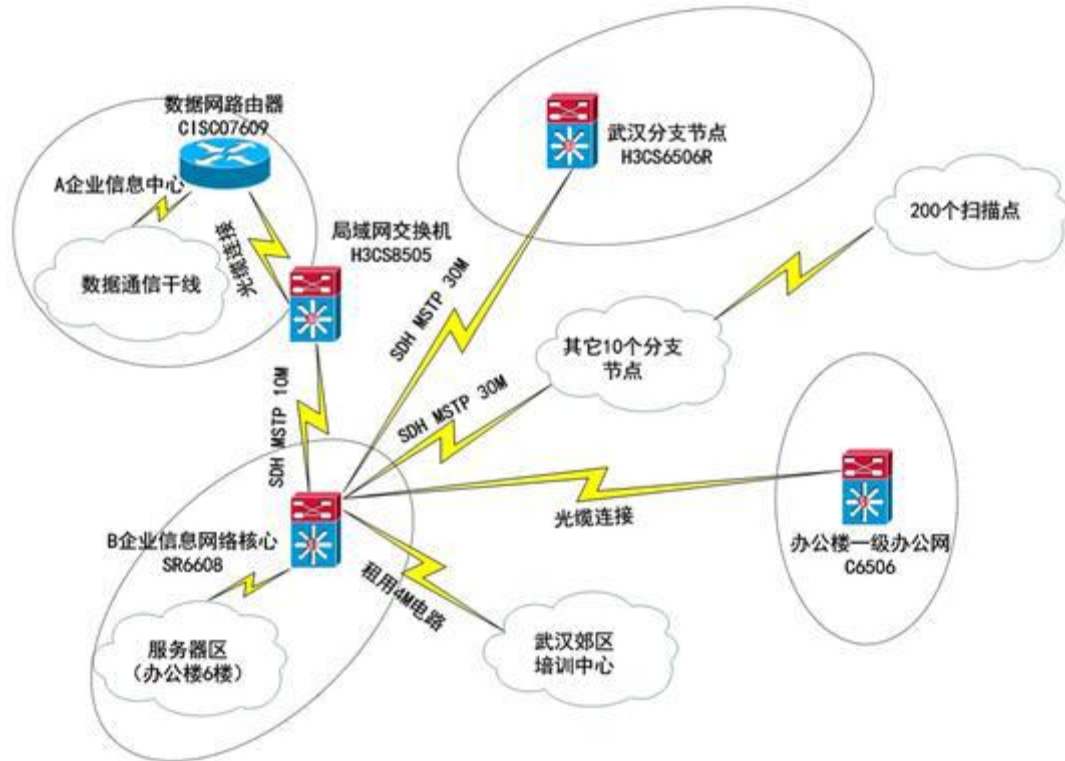 数据网路由器
CISCO7609
A企业信息中心
数据通信干线
光缆连接
局域网交换机
H3CS8505
武汉分支节点
H3CS6506R
200个扫描点
SDH MSTP 30M
其它10个分支
节点
SDH MSTP 30M
SDH MSTP 10M
光缆连接
办公楼一级办公网
C6506
B企业信息网络核心
SR6608
租用4M电路
服务器区
（办公楼6楼）
武汉郊区
培训中心